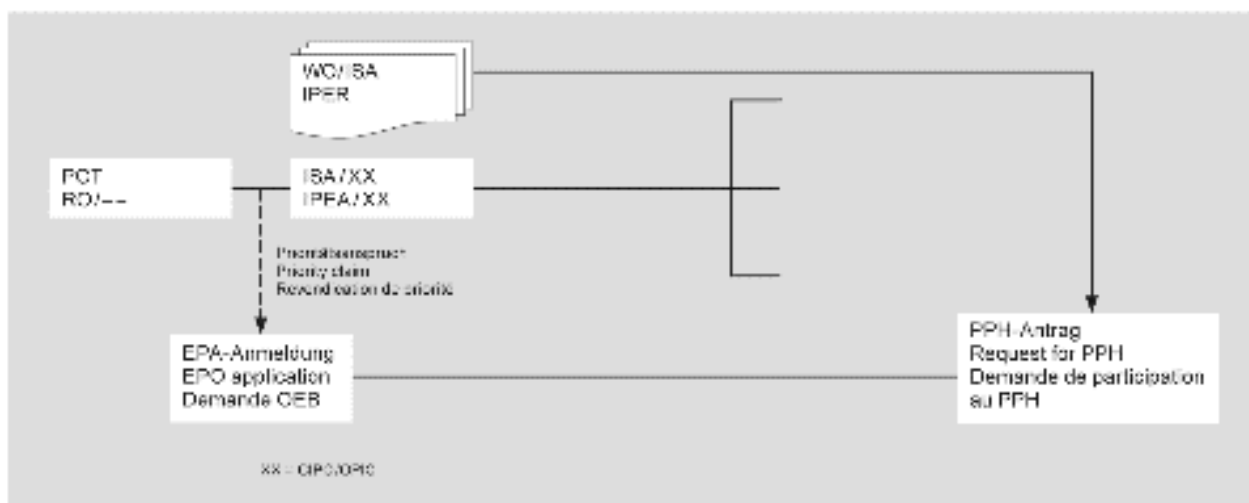 WO/ISA
IPER
PCT
RO/--
ISA/XX
IPEA/XX
Prioritätsanspruch
Priority claim
Revendication de priorité
EPA-Anmeldung
EPO application
Demande OEB
PPH-Antrag
Request for PPH
Demande de participation
au PPH
XX = CIPO/OPIC